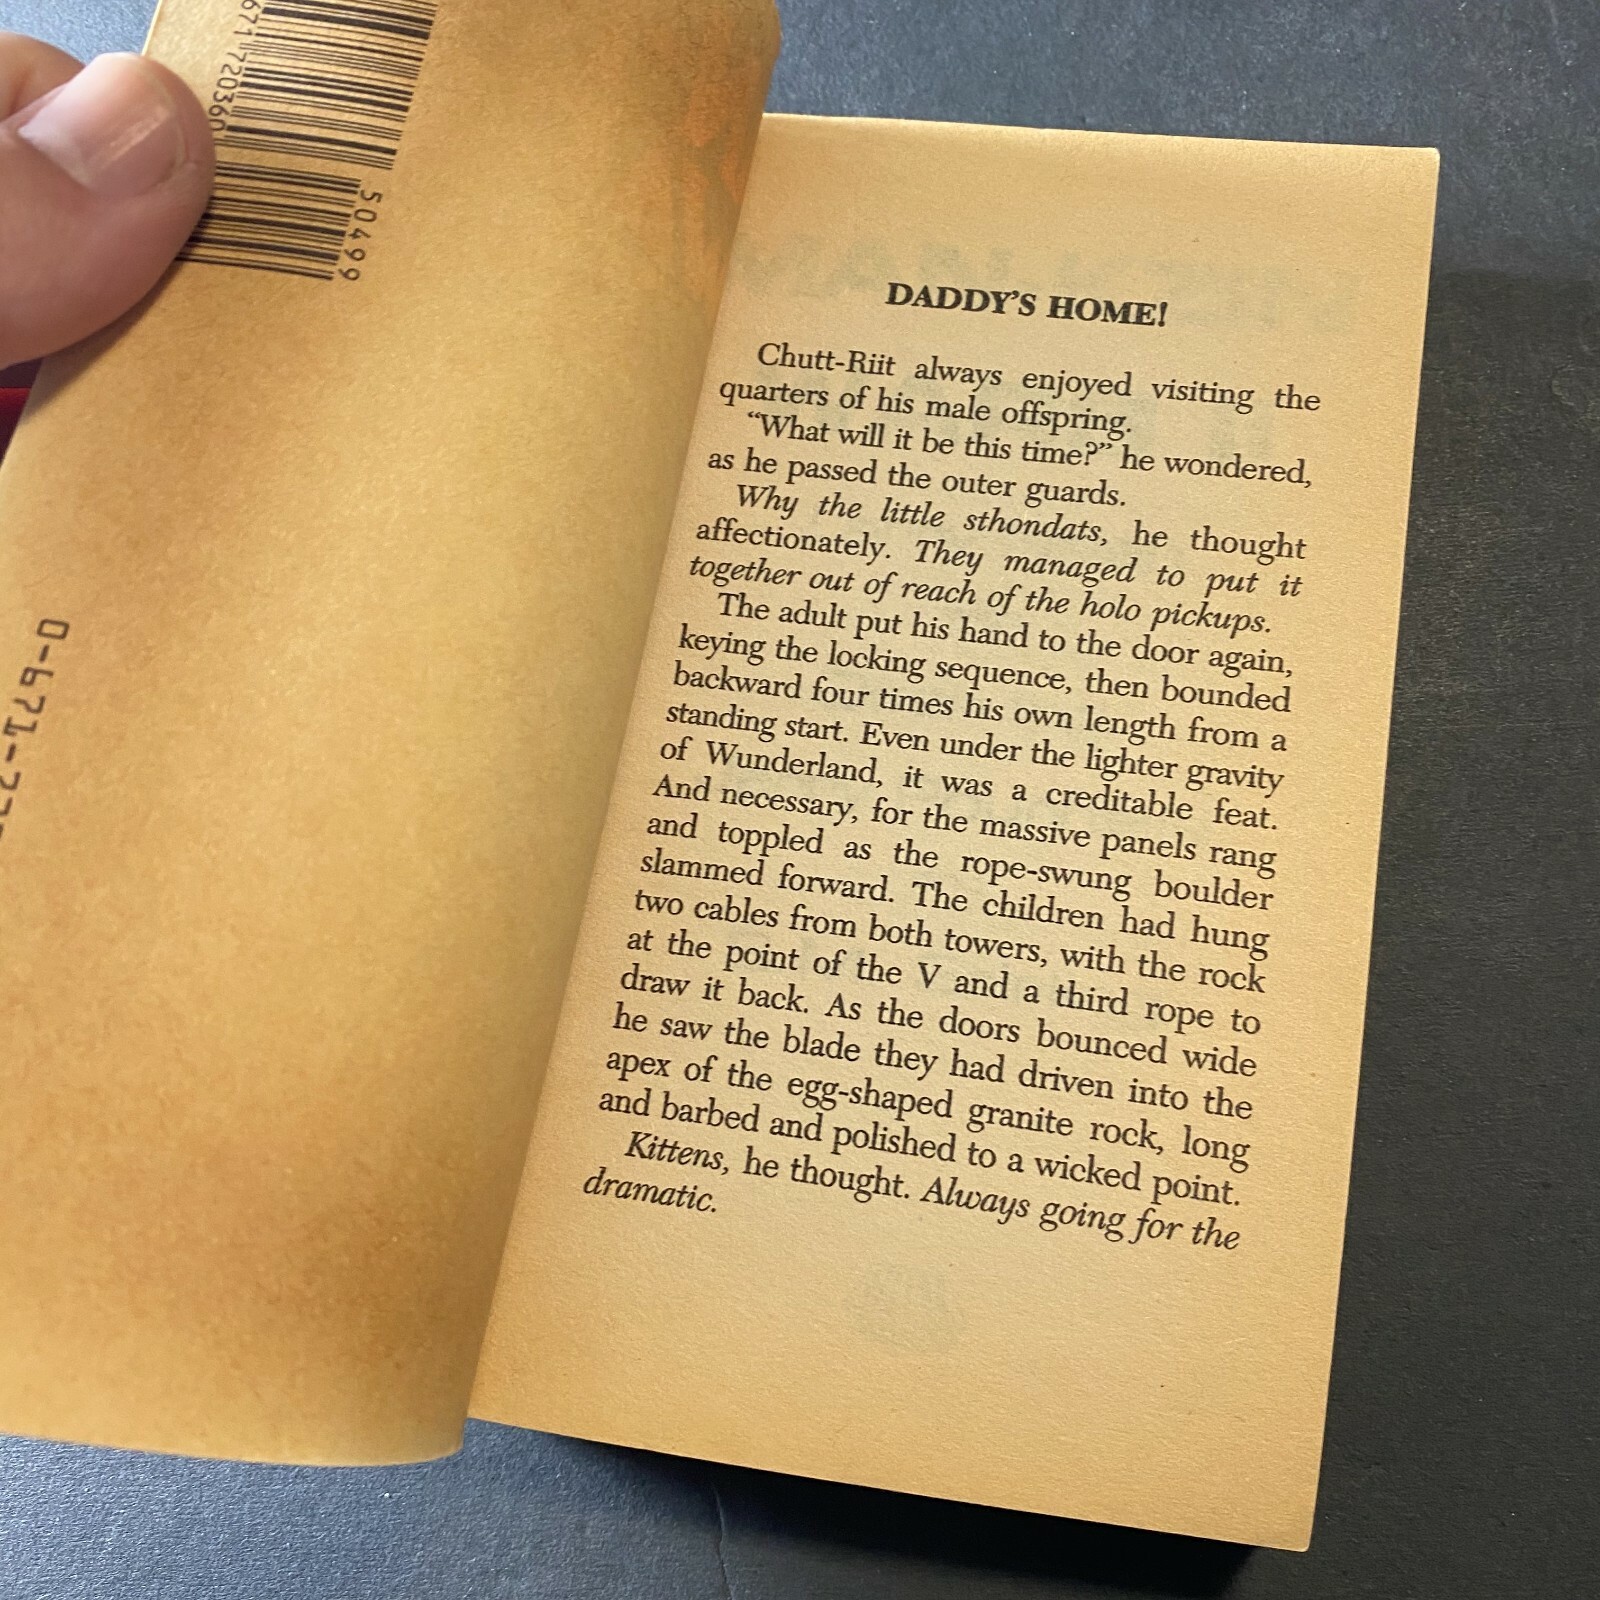 671 72036
50499
0-671-72
DADDY'S HOME!
Chutt-Riit always enjoyed visiting the
quarters of his male offspring.
"What will it be this time?" he wondered,
as he passed the outer guards.
Why the little sthondats, he thought
affectionately. They managed to put it
together out of reach of the holo pickups.
The adult put his hand to the door again,
keying the locking sequence, then bounded
backward four times his own length from a
standing start. Even under the lighter gravity
of Wunderland, it was a creditable feat.
And necessary, for the massive panels rang
and toppled as the rope-swung boulder
slammed forward. The children had hung
two cables from both towers, with the rock
at the point of the V and a third rope to
draw it back. As the doors bounced wide
he saw the blade they had driven into the
apex of the egg-shaped granite rock, long
and barbed and polished to a wicked point.
Kittens, he thought. Always going for the
dramatic.